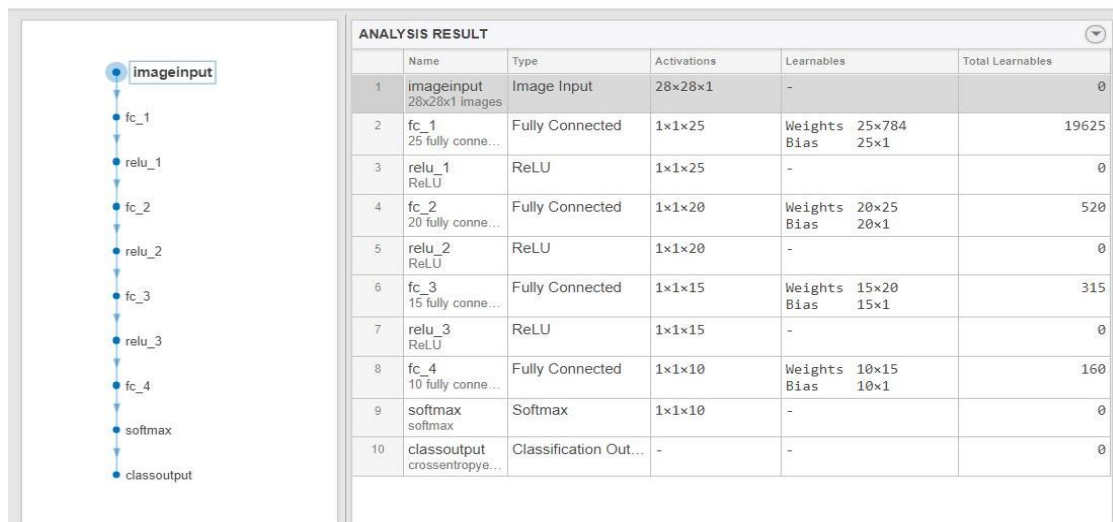 imageinput
fc_1
relu_1
fc_2
relu_2
fc_3
relu_3
fc_4
softmax
classoutput
ANALYSIS RESULT
Name Type Activations Learnables Total Learnables
1 imageinput Image Input 28×28×1 - 0
28x28x1 images
2 fc_1 Fully Connected 1×1×25 Weights 25×784 19625
25 fully conne... Bias 25×1
3 relu_1 ReLU 1×1×25 - 0
ReLU
4 fc_2 Fully Connected 1×1×20 Weights 20×25 520
20 fully conne... Bias 20×1
5 relu_2 ReLU 1×1×20 - 0
ReLU
6 fc_3 Fully Connected 1×1×15 Weights 15×20 315
15 fully conne... Bias 15×1
7 relu_3 ReLU 1×1×15 - 0
ReLU
8 fc_4 Fully Connected 1×1×10 Weights 10×15 160
10 fully conne... Bias 10×1
9 softmax Softmax 1×1×10 - 0
softmax
10 classoutput Classification Out... - - 0
crossentropye...